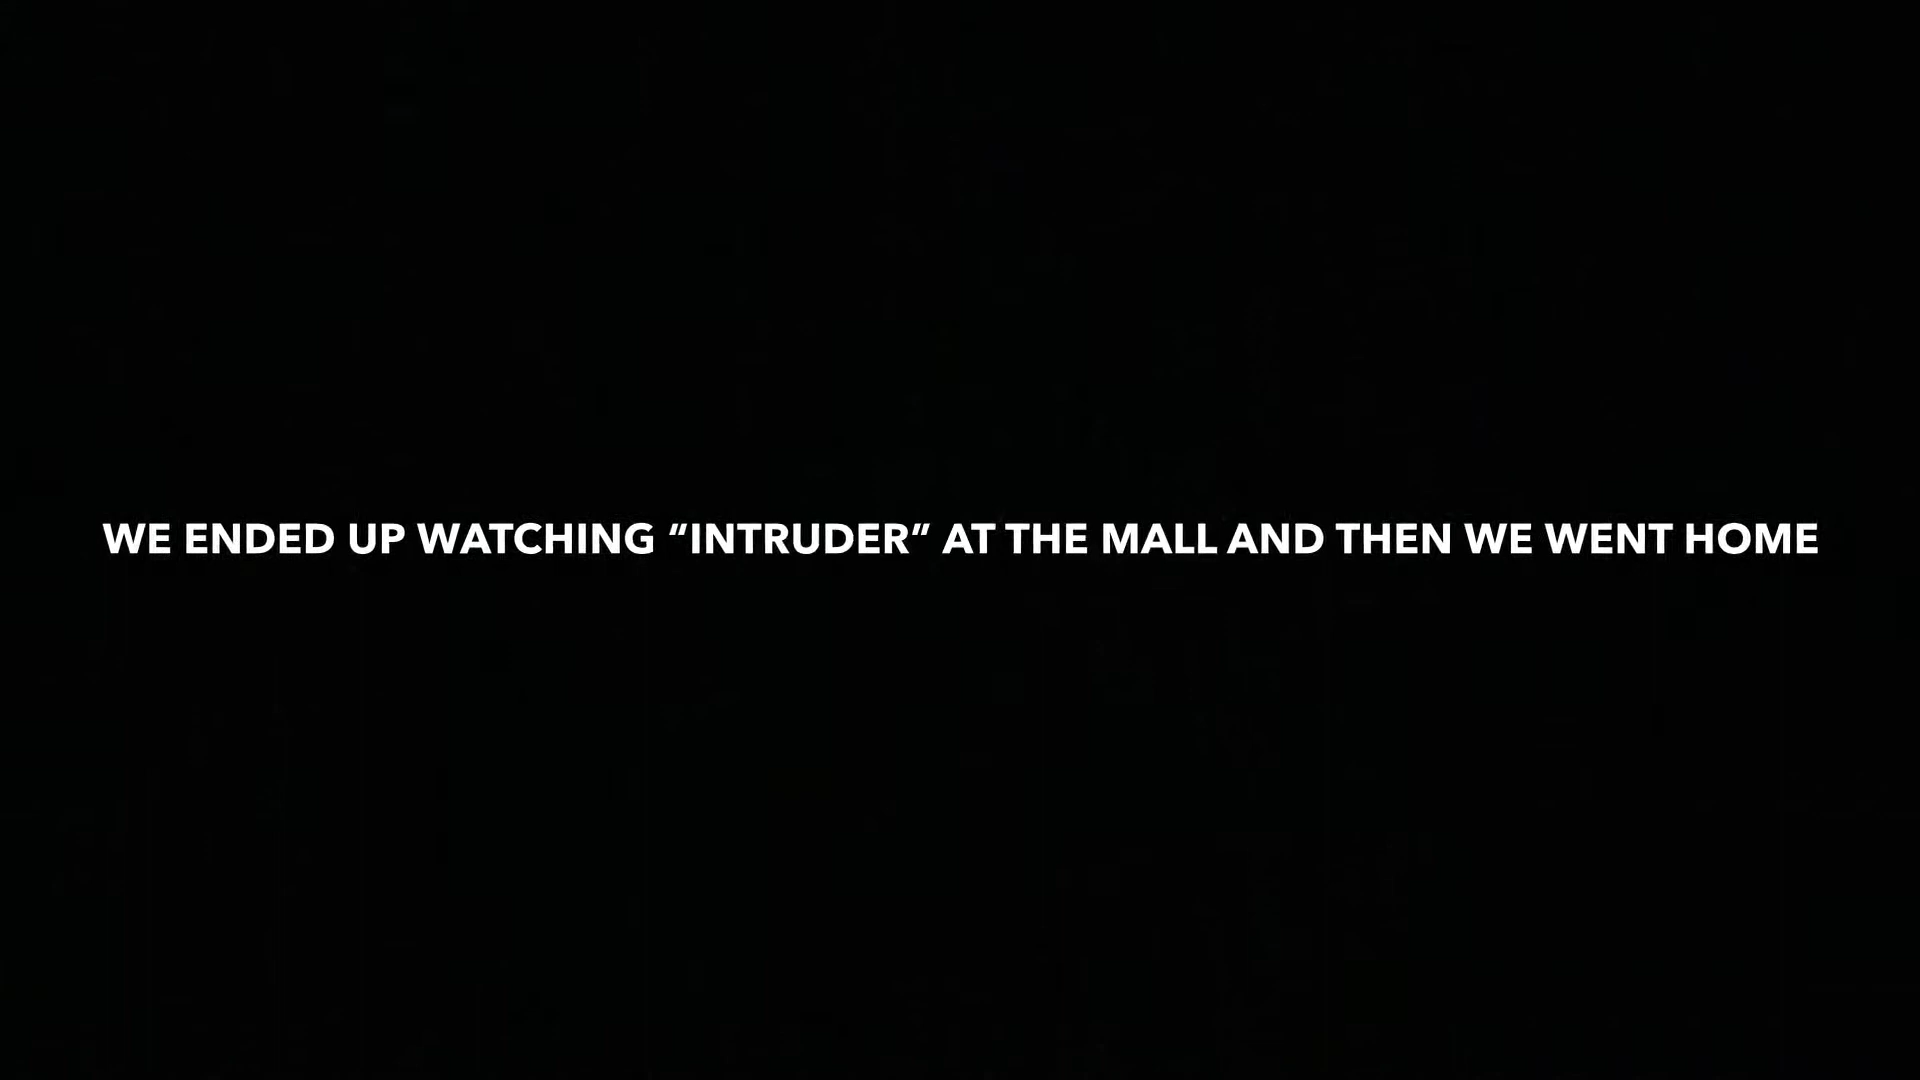 WE ENDED UP WATCHING “INTRUDER” AT THE MALL AND THEN WE WENT HOME